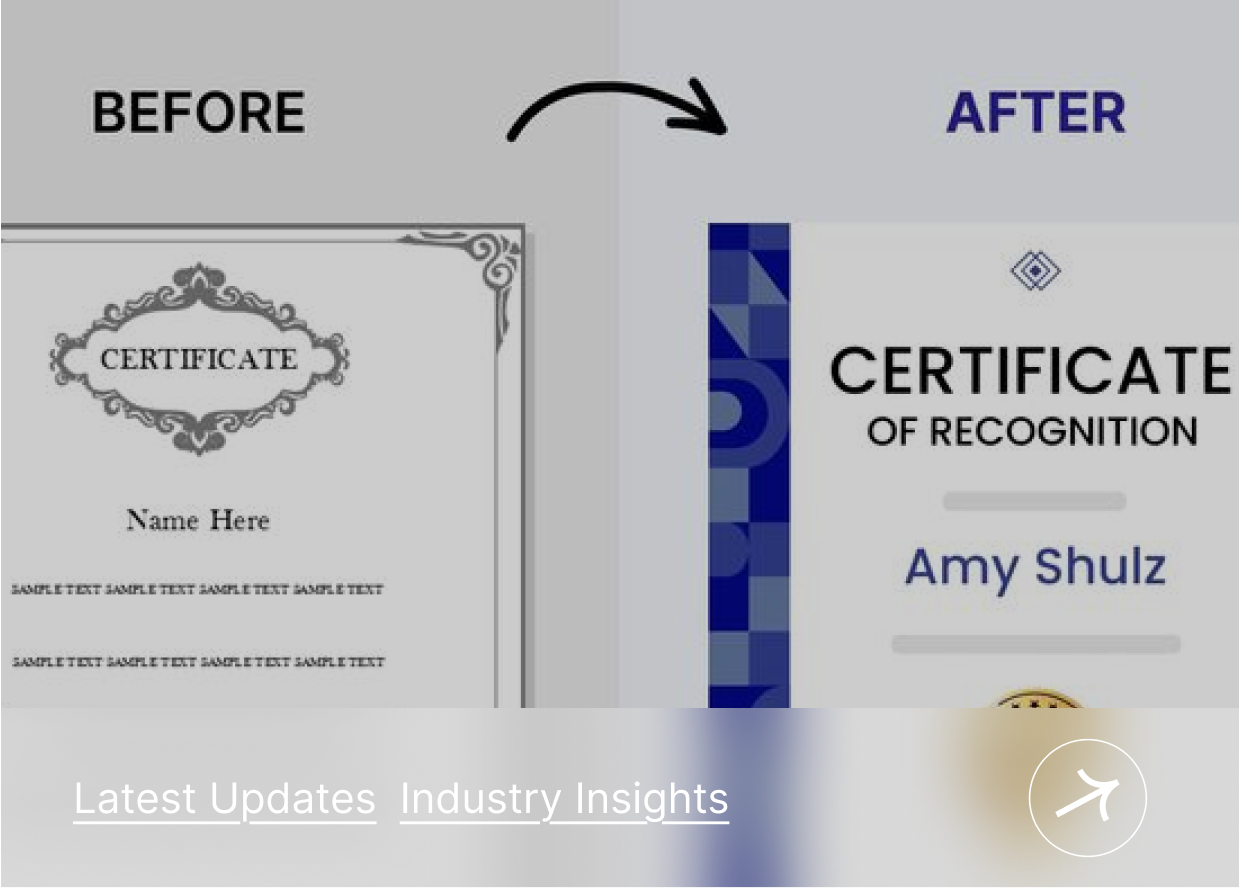 BEFORE
AFTER
CERTIFICATE
Name Here
SAMPLE TEXT SAMPLE TEXT SAMPLE TEXT SAMPLE TEXT
SAMPLE TEXT SAMPLE TEXT SAMPLE TEXT SAMPLE TEXT
CERTIFICATE
OF RECOGNITION
Amy Shulz
Latest Updates Industry Insights